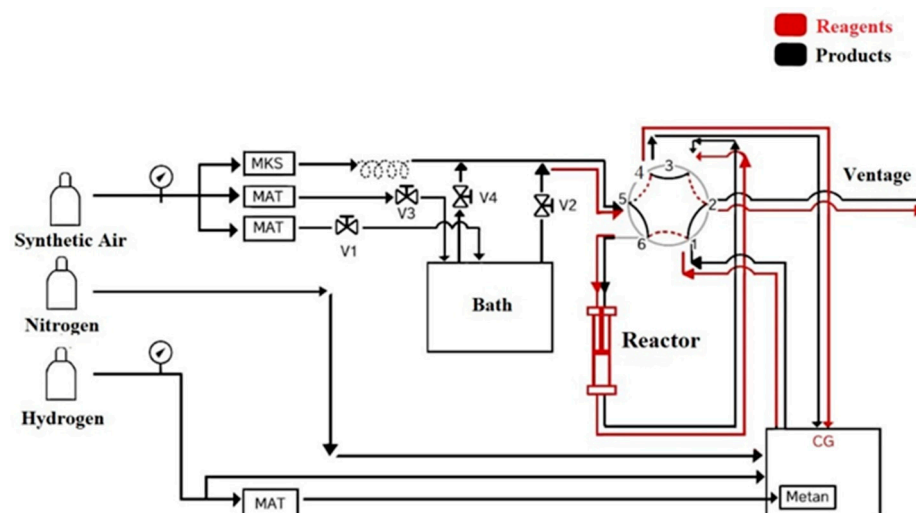 Reagents
Products
MKS
MAT
MAT
V3
V4
V2
V1
Synthetic Air
Nitrogen
Hydrogen
Bath
Reactor
3
4
5
2
6
1
Ventage
CG
Metan
MAT